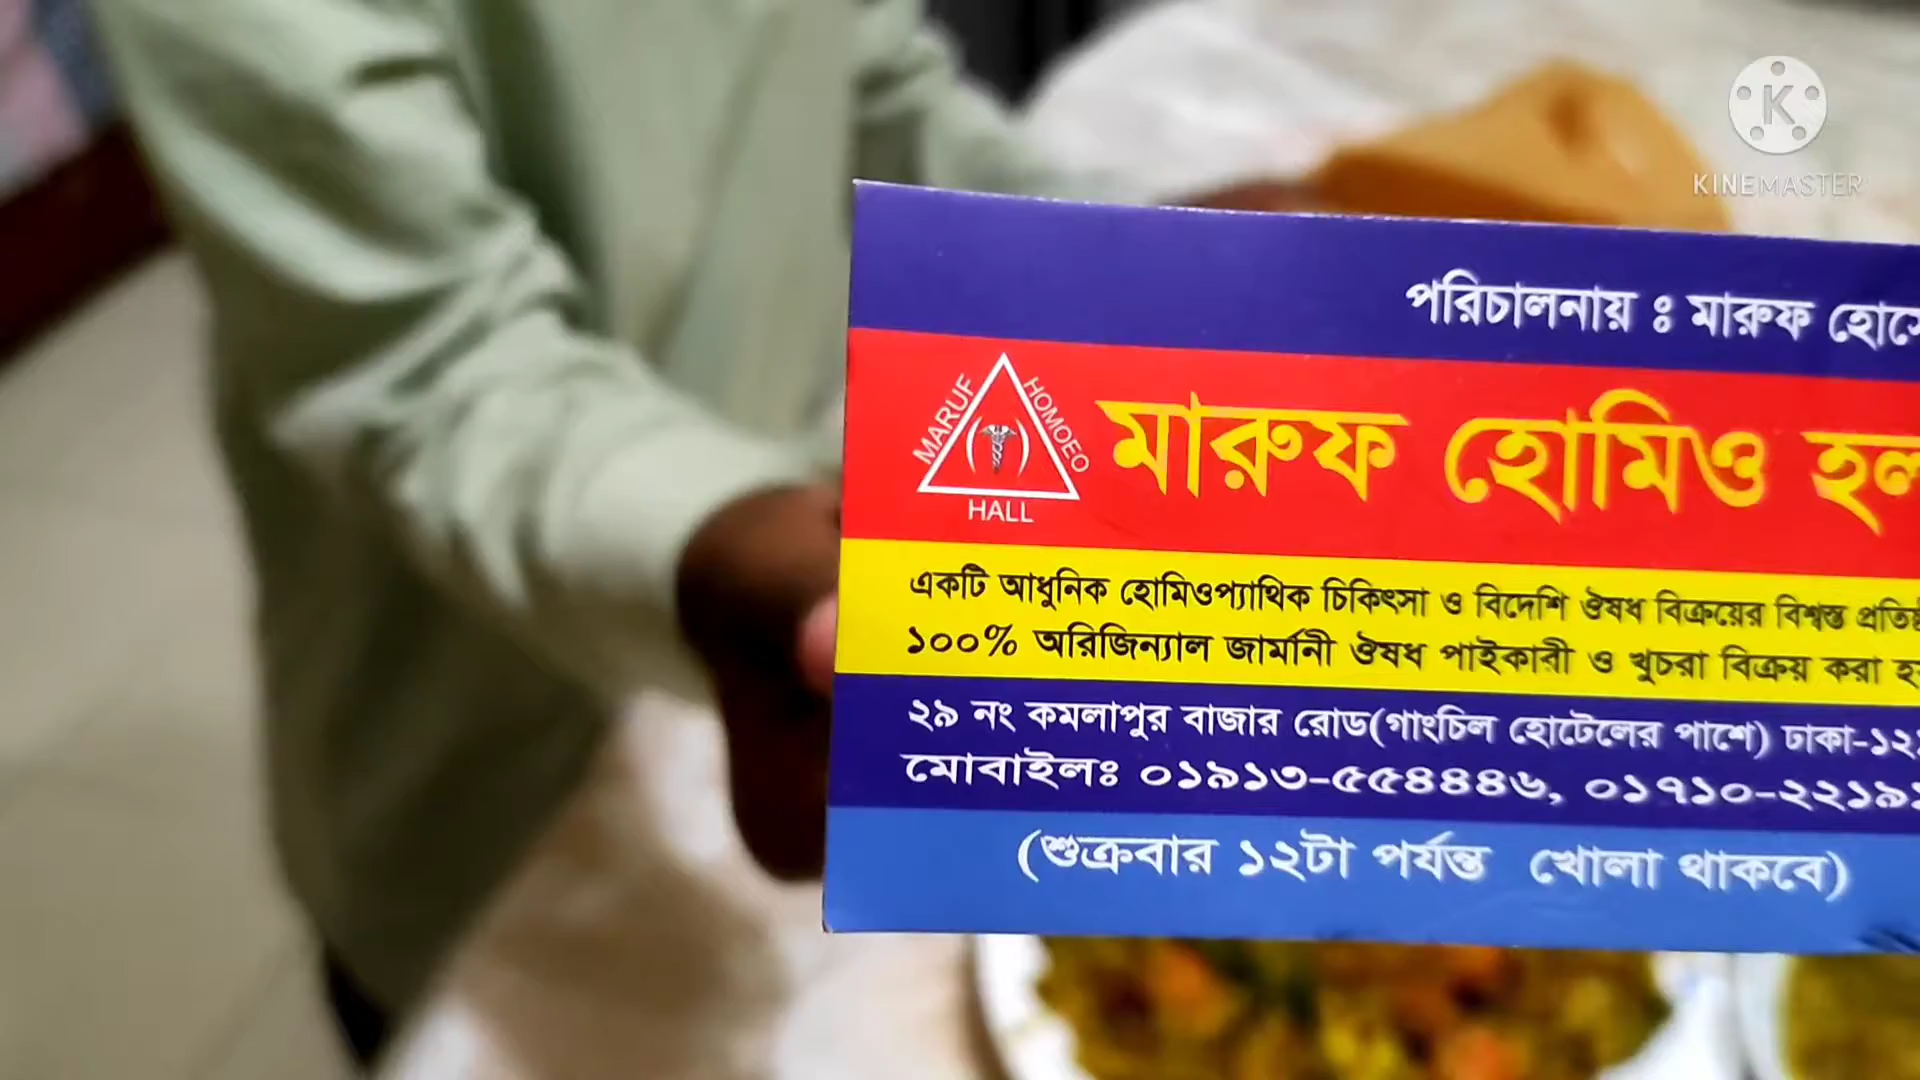 K
KINEMASTER
পরিচালনায় ঃ মারুফ
MARUF HOMOEO HALL
মারুফ হোমিও হল
একটি আধুনিক হোমিওপ্যাথিক চিকিৎসা ও বিদেশি ঔষধ বিক্রয়ের বিশ্বস্ত
১০০% অরিজিন্যাল জার্মানী ঔষধ পাইকারী ও খুচরা বিক্রয় করা
২৯ নং কমলাপুর বাজার রোড(গাংচিল হোটেলের পাশে) ঢাকা-
মোবাইলঃ ০১৯১৩-৫৫৪৪৪৬,
(শুক্রবার ১২টা পর্যন্ত খোলা থাকবে)